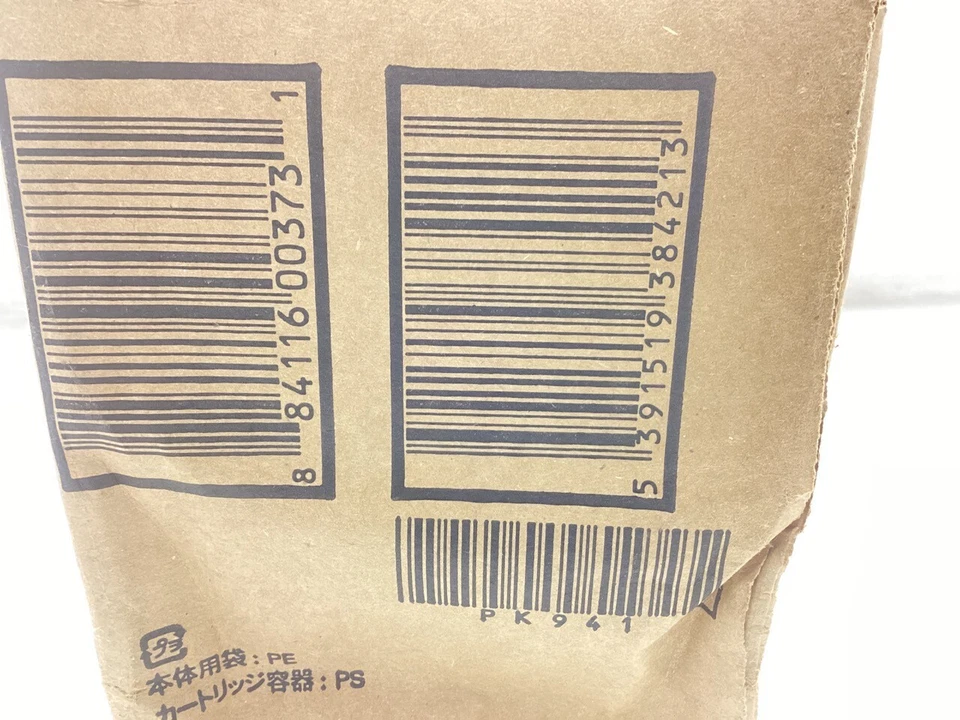 8 84116 00373 1
5 391519 384213
PK941
プラ
本体用袋：PE
カートリッジ容器：PS